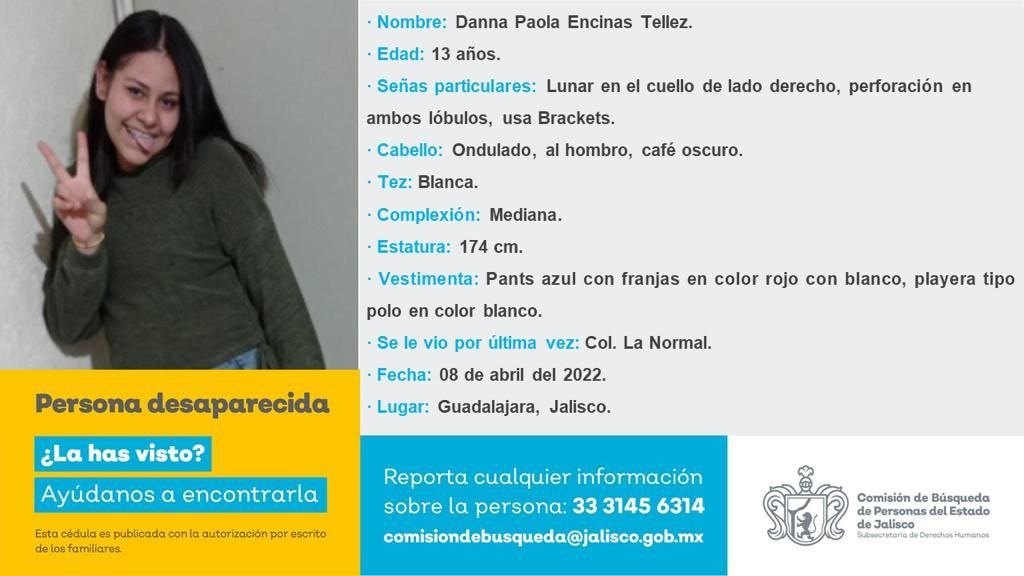 · Nombre: Danna Paola Encinas Tellez.
· Edad: 13 años.
· Señas particulares: Lunar en el cuello de lado derecho, perforación en
ambos lóbulos, usa Brackets.
· Cabello: Ondulado, al hombro, café oscuro.
· Tez: Blanca.
· Complexión: Mediana.
· Estatura: 174 cm.
· Vestimenta: Pants azul con franjas en color rojo con blanco, playera tipo
polo en color blanco.
· Se le vio por última vez: Col. La Normal.
· Fecha: 08 de abril del 2022.
· Lugar: Guadalajara, Jalisco.
Persona desaparecida
¿La has visto?
Ayúdanos a encontrarla
Esta cédula es publicada con la autorización por escrito
de los familiares.
Reporta cualquier información
sobre la persona: 33 3145 6314
comisiondebusqueda@jalisco.gob.mx
Comisión de Búsqueda
de Personas del Estado
de Jalisco
Subsecretaría de Derechos Humanos